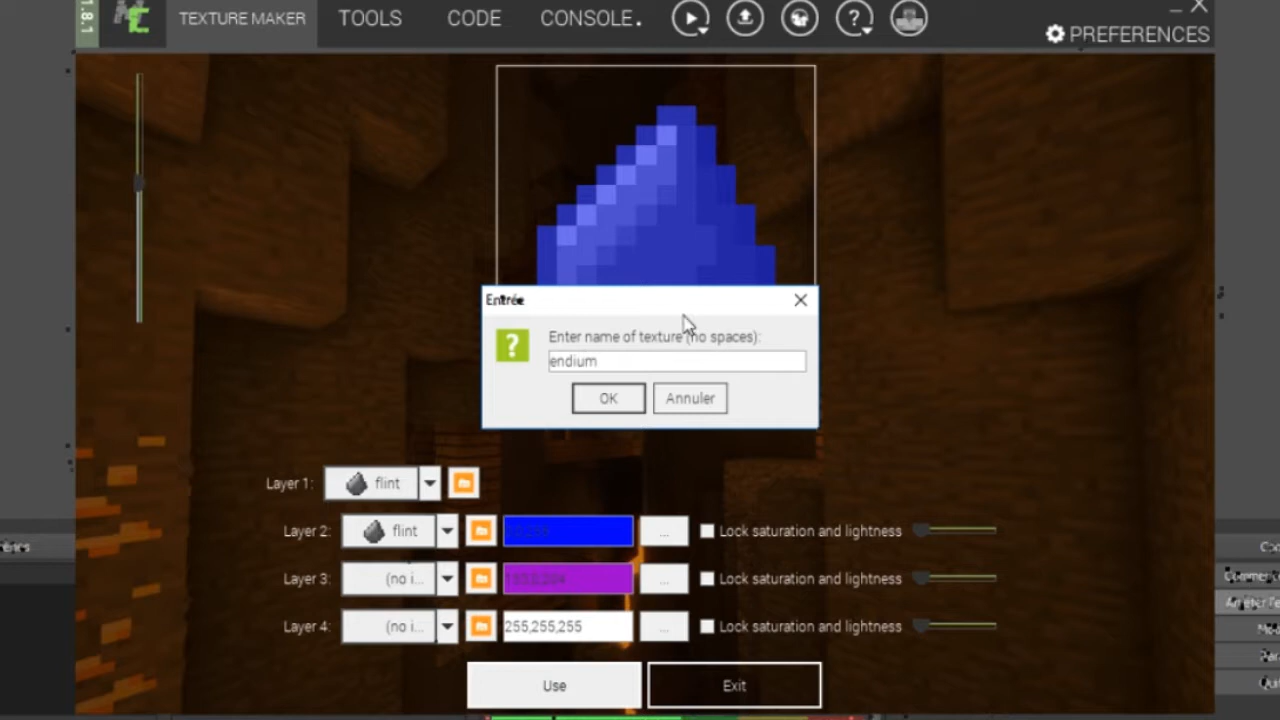 1.8.1
TEXTURE MAKER
TOOLS
CODE
CONSOLE.
?
PREFERENCES
Entrée
?
Enter name of texture (no spaces):
endium
OK
Annuler
Layer 1:
flint
Layer 2:
flint
...
Lock saturation and lightness
Layer 3:
(no i...
...
Lock saturation and lightness
Layer 4:
(no i...
255,255,255
...
Lock saturation and lightness
Use
Exit